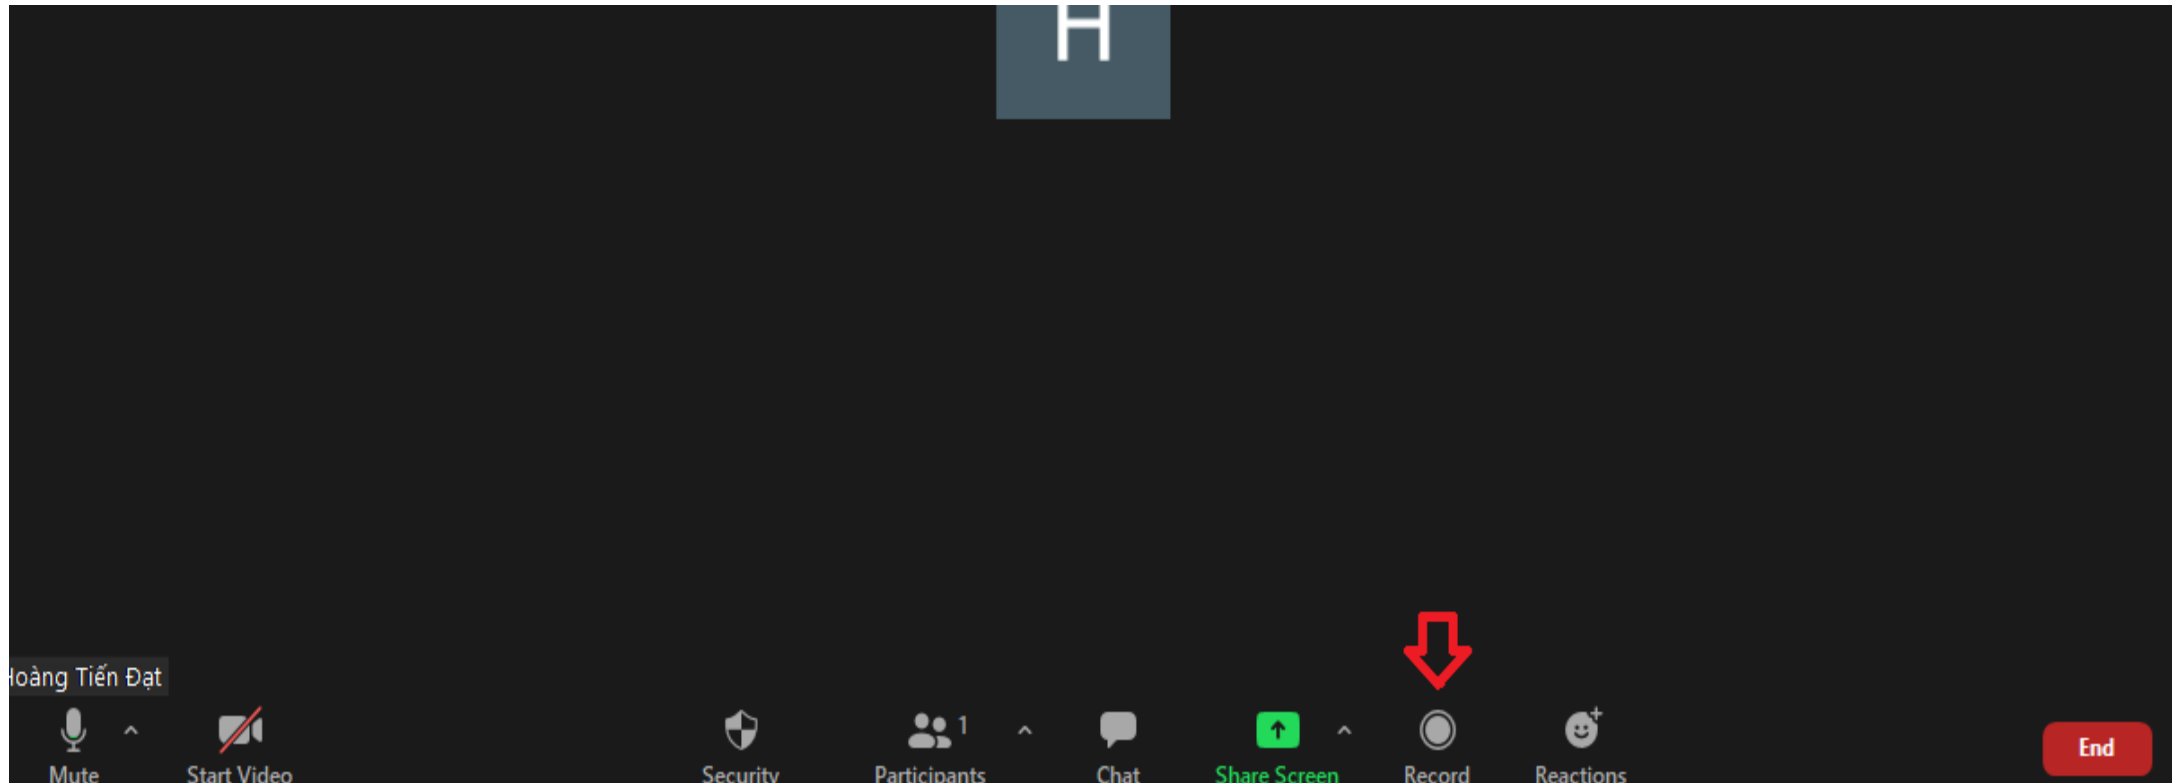 H
Hoàng Tiến Đạt
1
Mute
Start Video
Security
Participants
Chat
Share Screen
Record
Reactions
End